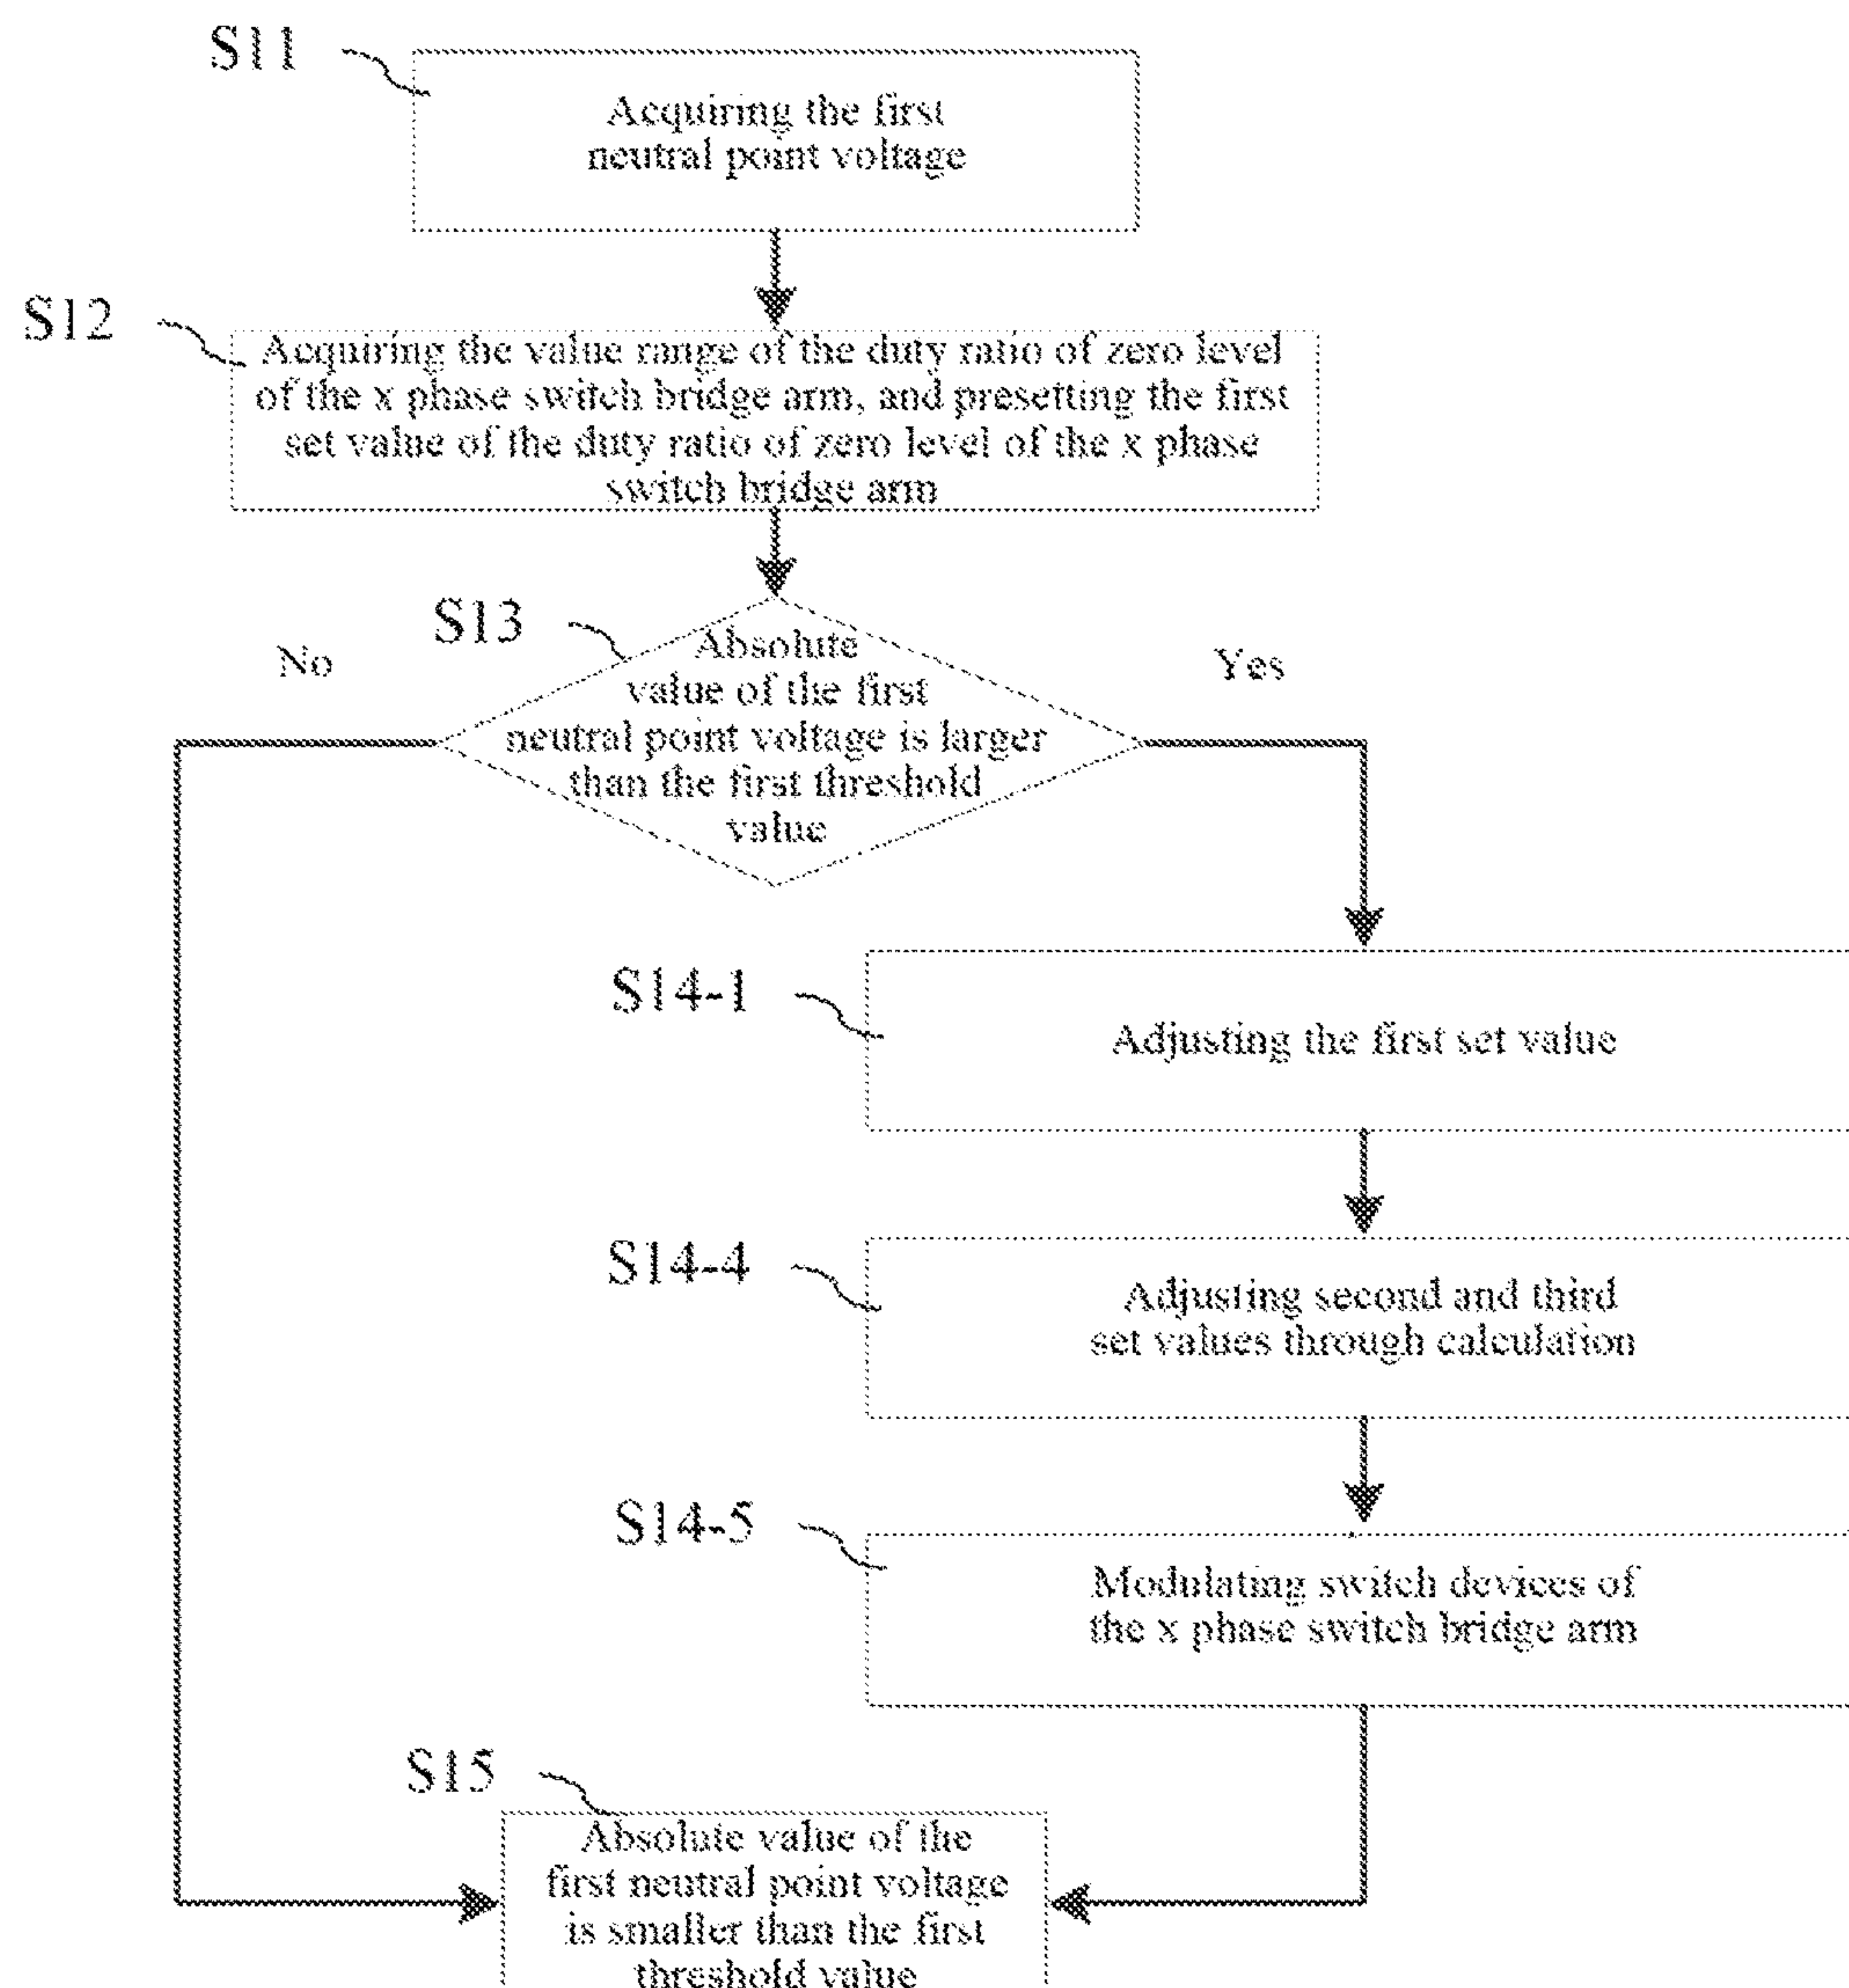 S11
Acquiring the first
neutral point voltage
S12
Acquiring the value range of the duty ratio of zero level
of the x phase switch bridge arm, and presetting the first
set value of the duty ratio of zero level of the x phase
switch bridge arm
S13
No
Yes
Absolute
value of the first
neutral point voltage is larger
than the first threshold
value
S14-1
Adjusting the first set value
S14-4
Adjusting second and third
set values through calculation
S14-5
Modulating switch devices of
the x phase switch bridge arm
S15
Absolute value of the
first neutral point voltage
is smaller than the first
threshold value